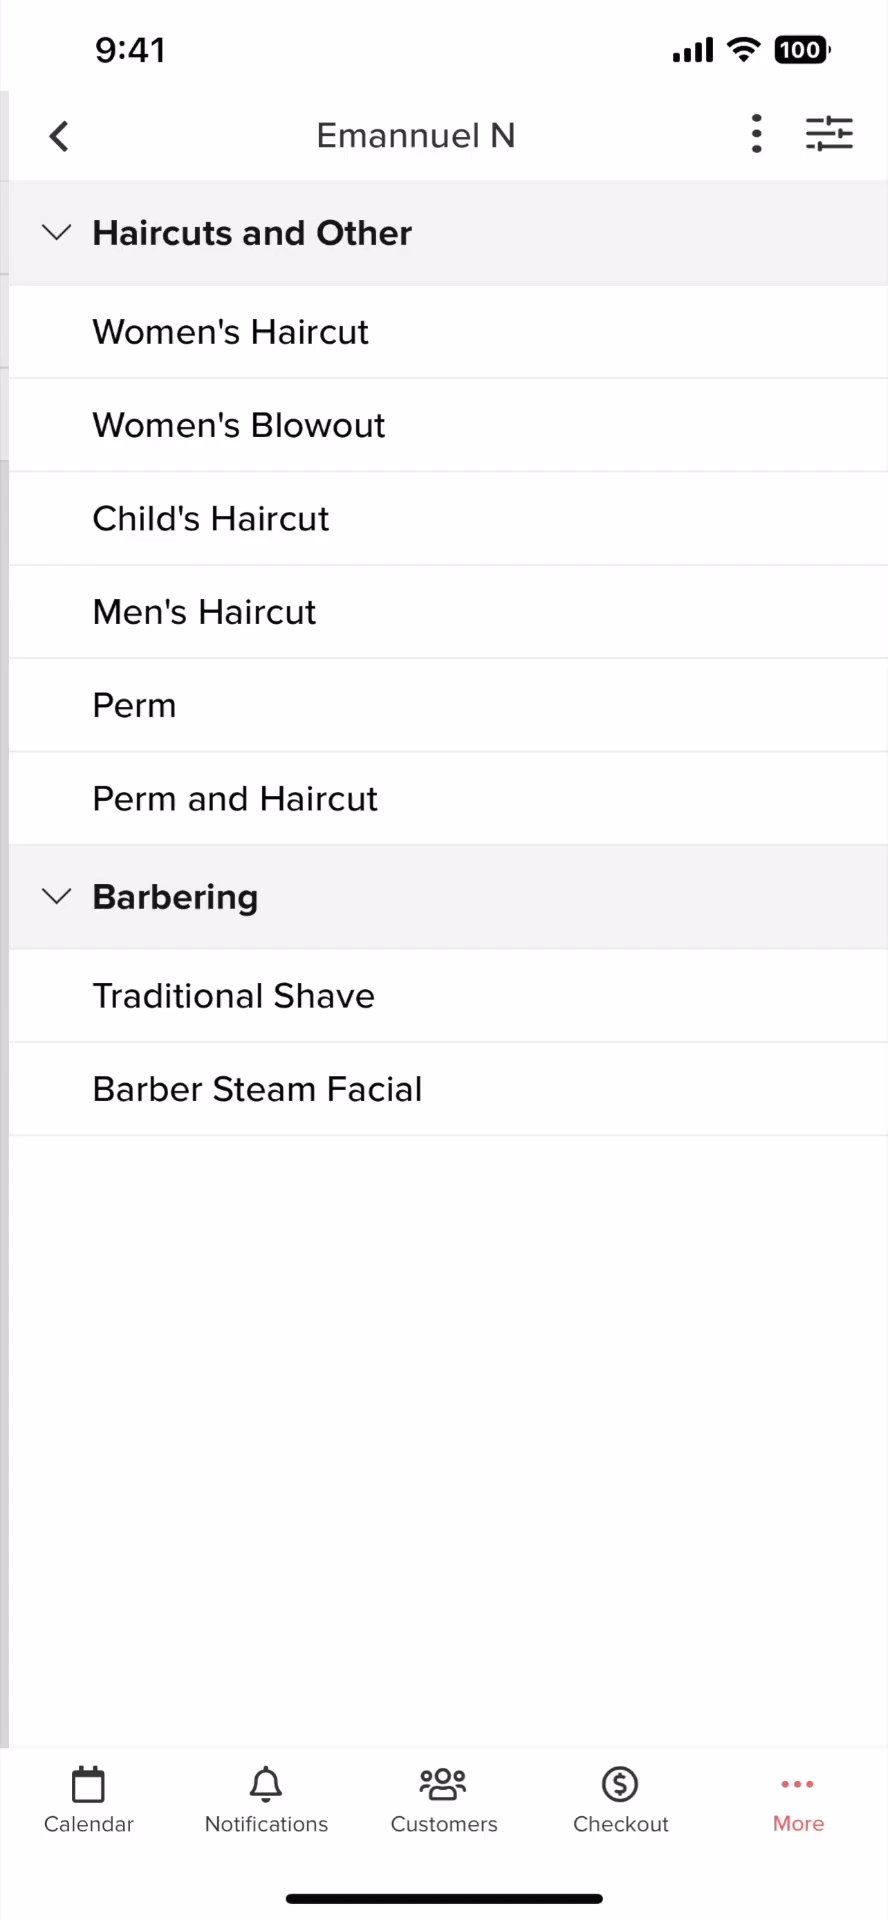 9:41
100
Emannuel N
Haircuts and Other
Women's Haircut
Women's Blowout
Child's Haircut
Men's Haircut
Perm
Perm and Haircut
Barbering
Traditional Shave
Barber Steam Facial
Calendar
Notifications
Customers
Checkout
More